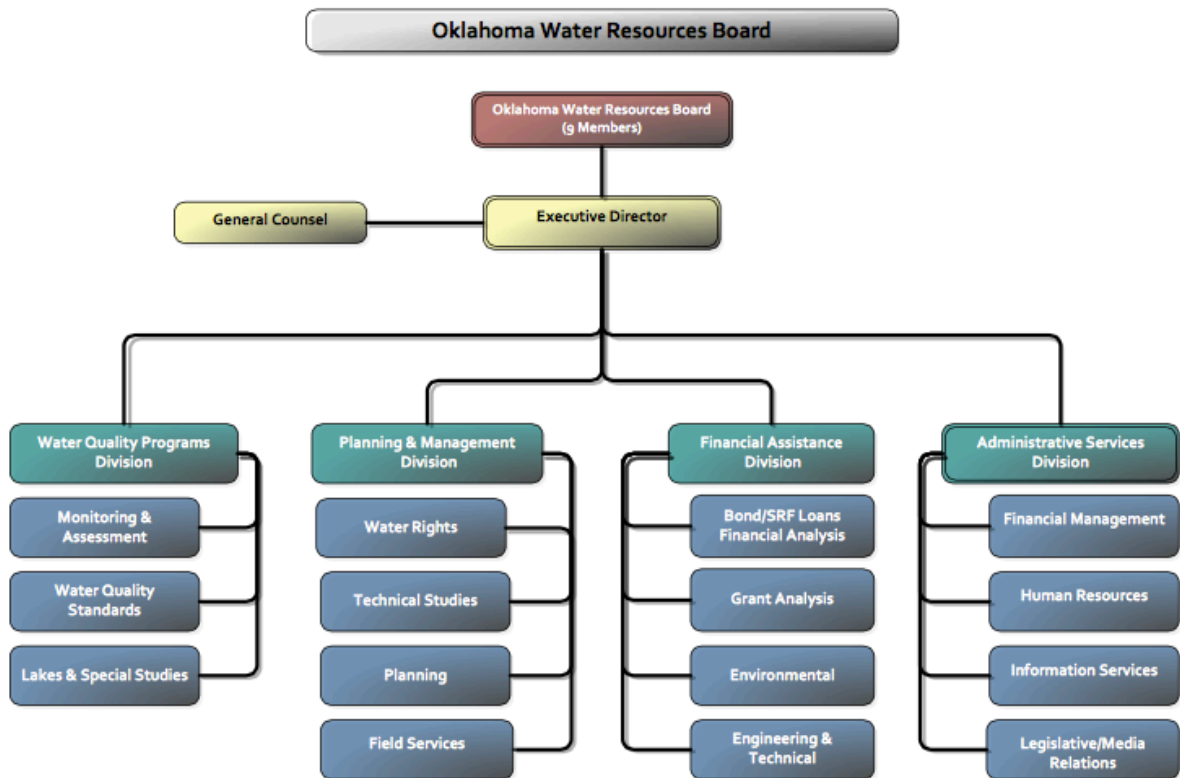 Oklahoma Water Resources Board
Oklahoma Water Resources Board
(9 Members)
General Counsel
Executive Director
Water Quality Programs
Division
Monitoring &
Assessment
Water Quality
Standards
Lakes & Special Studies
Planning & Management
Division
Water Rights
Technical Studies
Planning
Field Services
Financial Assistance
Division
Bond/SRF Loans
Financial Analysis
Grant Analysis
Environmental
Engineering &
Technical
Administrative Services
Division
Financial Management
Human Resources
Information Services
Legislative/Media
Relations